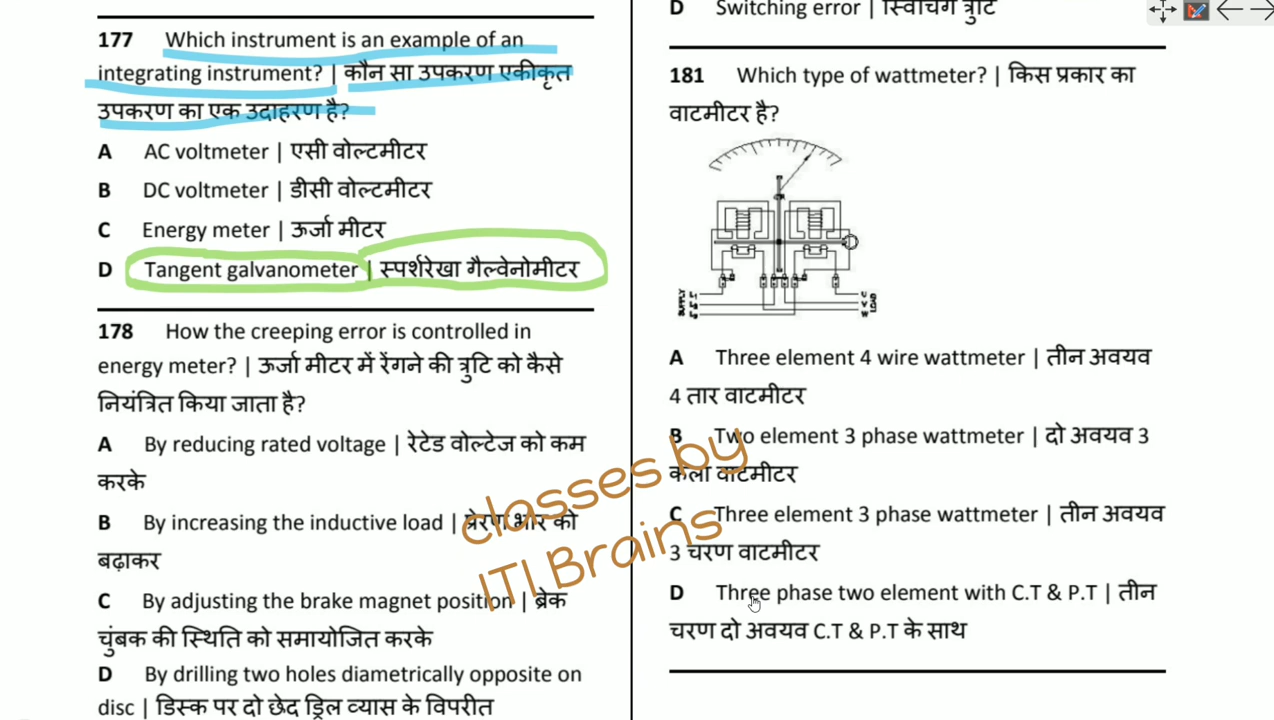 177 Which instrument is an example of an
integrating instrument? | कौन सा उपकरण एकीकृत
उपकरण का एक उदाहरण है?
A AC voltmeter | एसी वोल्टमीटर
B DC voltmeter | डीसी वोल्टमीटर
C Energy meter | ऊर्जा मीटर
D Tangent galvanometer | स्पर्शरेखा गैल्वेनोमीटर
178 How the creeping error is controlled in
energy meter? | ऊर्जा मीटर में रेंगने की त्रुटि को कैसे
नियंत्रित किया जाता है?
A By reducing rated voltage | रेटेड वोल्टेज को कम
करके
B By increasing the inductive load | प्रेरण भार को
बढ़ाकर
C By adjusting the brake magnet position | ब्रेक
चुंबक की स्थिति को समायोजित करके
D By drilling two holes diametrically opposite on
disc | डिस्क पर दो छेद ड्रिल व्यास के विपरीत
D Switching error | स्विचिंग त्रुटि
181 Which type of wattmeter? | किस प्रकार का
वाटमीटर है?
SUPPLY
LOAD
A Three element 4 wire wattmeter | तीन अवयव
4 तार वाटमीटर
B Two element 3 phase wattmeter | दो अवयव 3
कला वाटमीटर
C Three element 3 phase wattmeter | तीन अवयव
3 चरण वाटमीटर
D Three phase two element with C.T & P.T | तीन
चरण दो अवयव C.T & P.T के साथ
classes by
ITI Brains